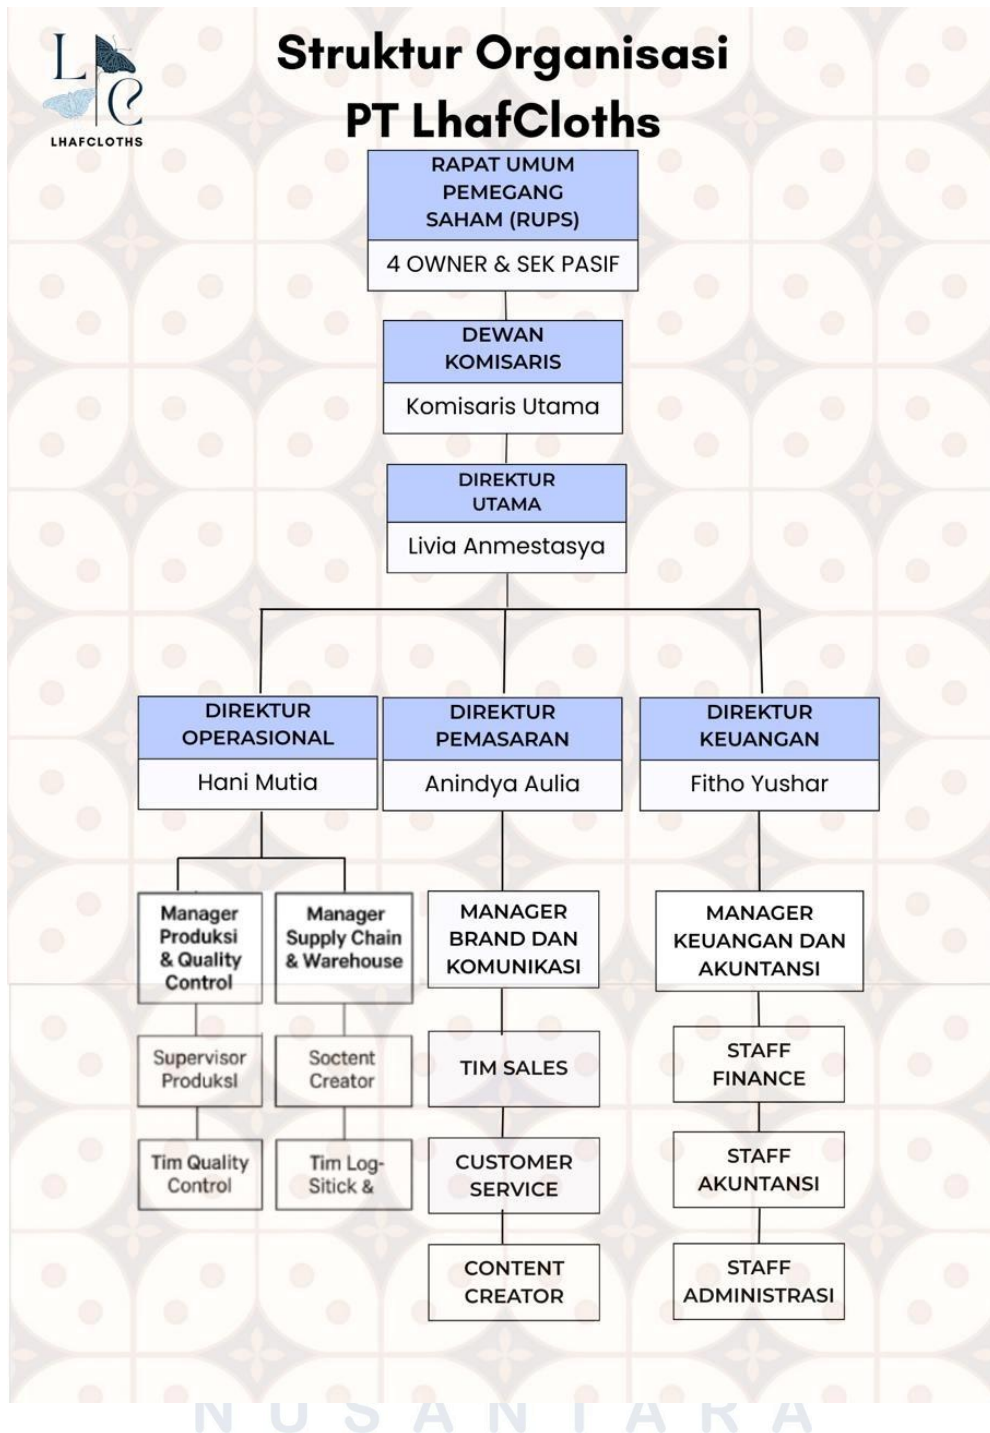 L C
LHAFCLOTHS
Struktur Organisasi
PT LhafCloths
RAPAT UMUM
PEMEGANG
SAHAM (RUPS)
4 OWNER & SEK PASIF
DEWAN
KOMISARIS
Komisaris Utama
DIREKTUR
UTAMA
Livia Anmestasya
DIREKTUR
OPERASIONAL
Hani Mutia
DIREKTUR
PEMASARAN
Anindya Aulia
DIREKTUR
KEUANGAN
Fitho Yushar
Manager
Produksi
& Quality
Control
Manager
Supply Chain
& Warehouse
MANAGER
BRAND DAN
KOMUNIKASI
MANAGER
KEUANGAN DAN
AKUNTANSI
Supervisor
ProduksI
Soctent
Creator
TIM SALES
STAFF
FINANCE
Tim Quality
Control
Tim Log-
Sitick &
CUSTOMER
SERVICE
STAFF
AKUNTANSI
CONTENT
CREATOR
STAFF
ADMINISTRASI
NUSANTARA